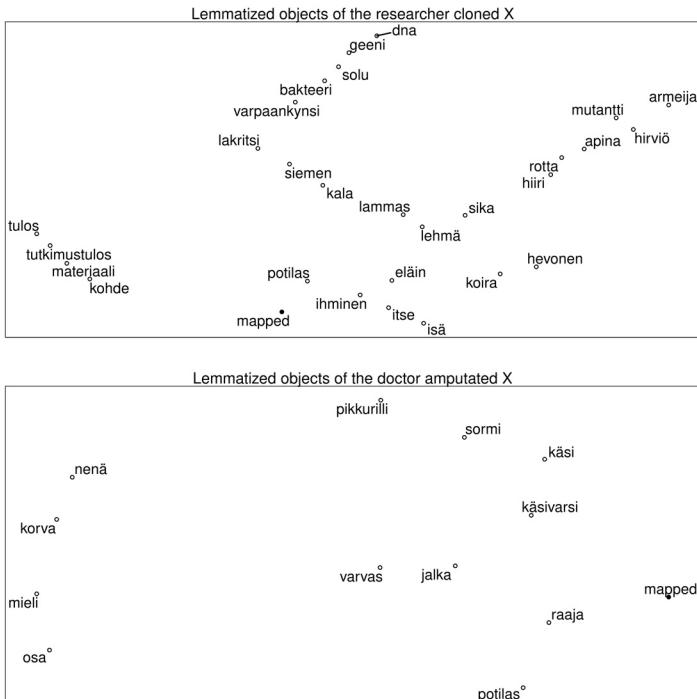 Lemmatized objects of the researcher cloned X
dna
geeni
solu
bakteeri
varpaankynsi
armeija
mutantti
hirviö
apina
lakritsi
rotta
siemen
hiiri
kala
lammas
sika
tulos
lehmä
tutkimustulos
hevonen
materiaali
potilas
eläin
koira
kohde
ihminen
itse
mapped
isä
Lemmatized objects of the doctor amputated X
pikkurilli
sormi
käsi
nenä
käsivarsi
korva
varvas
jalka
mapped
mieli
raaja
osa
potilas